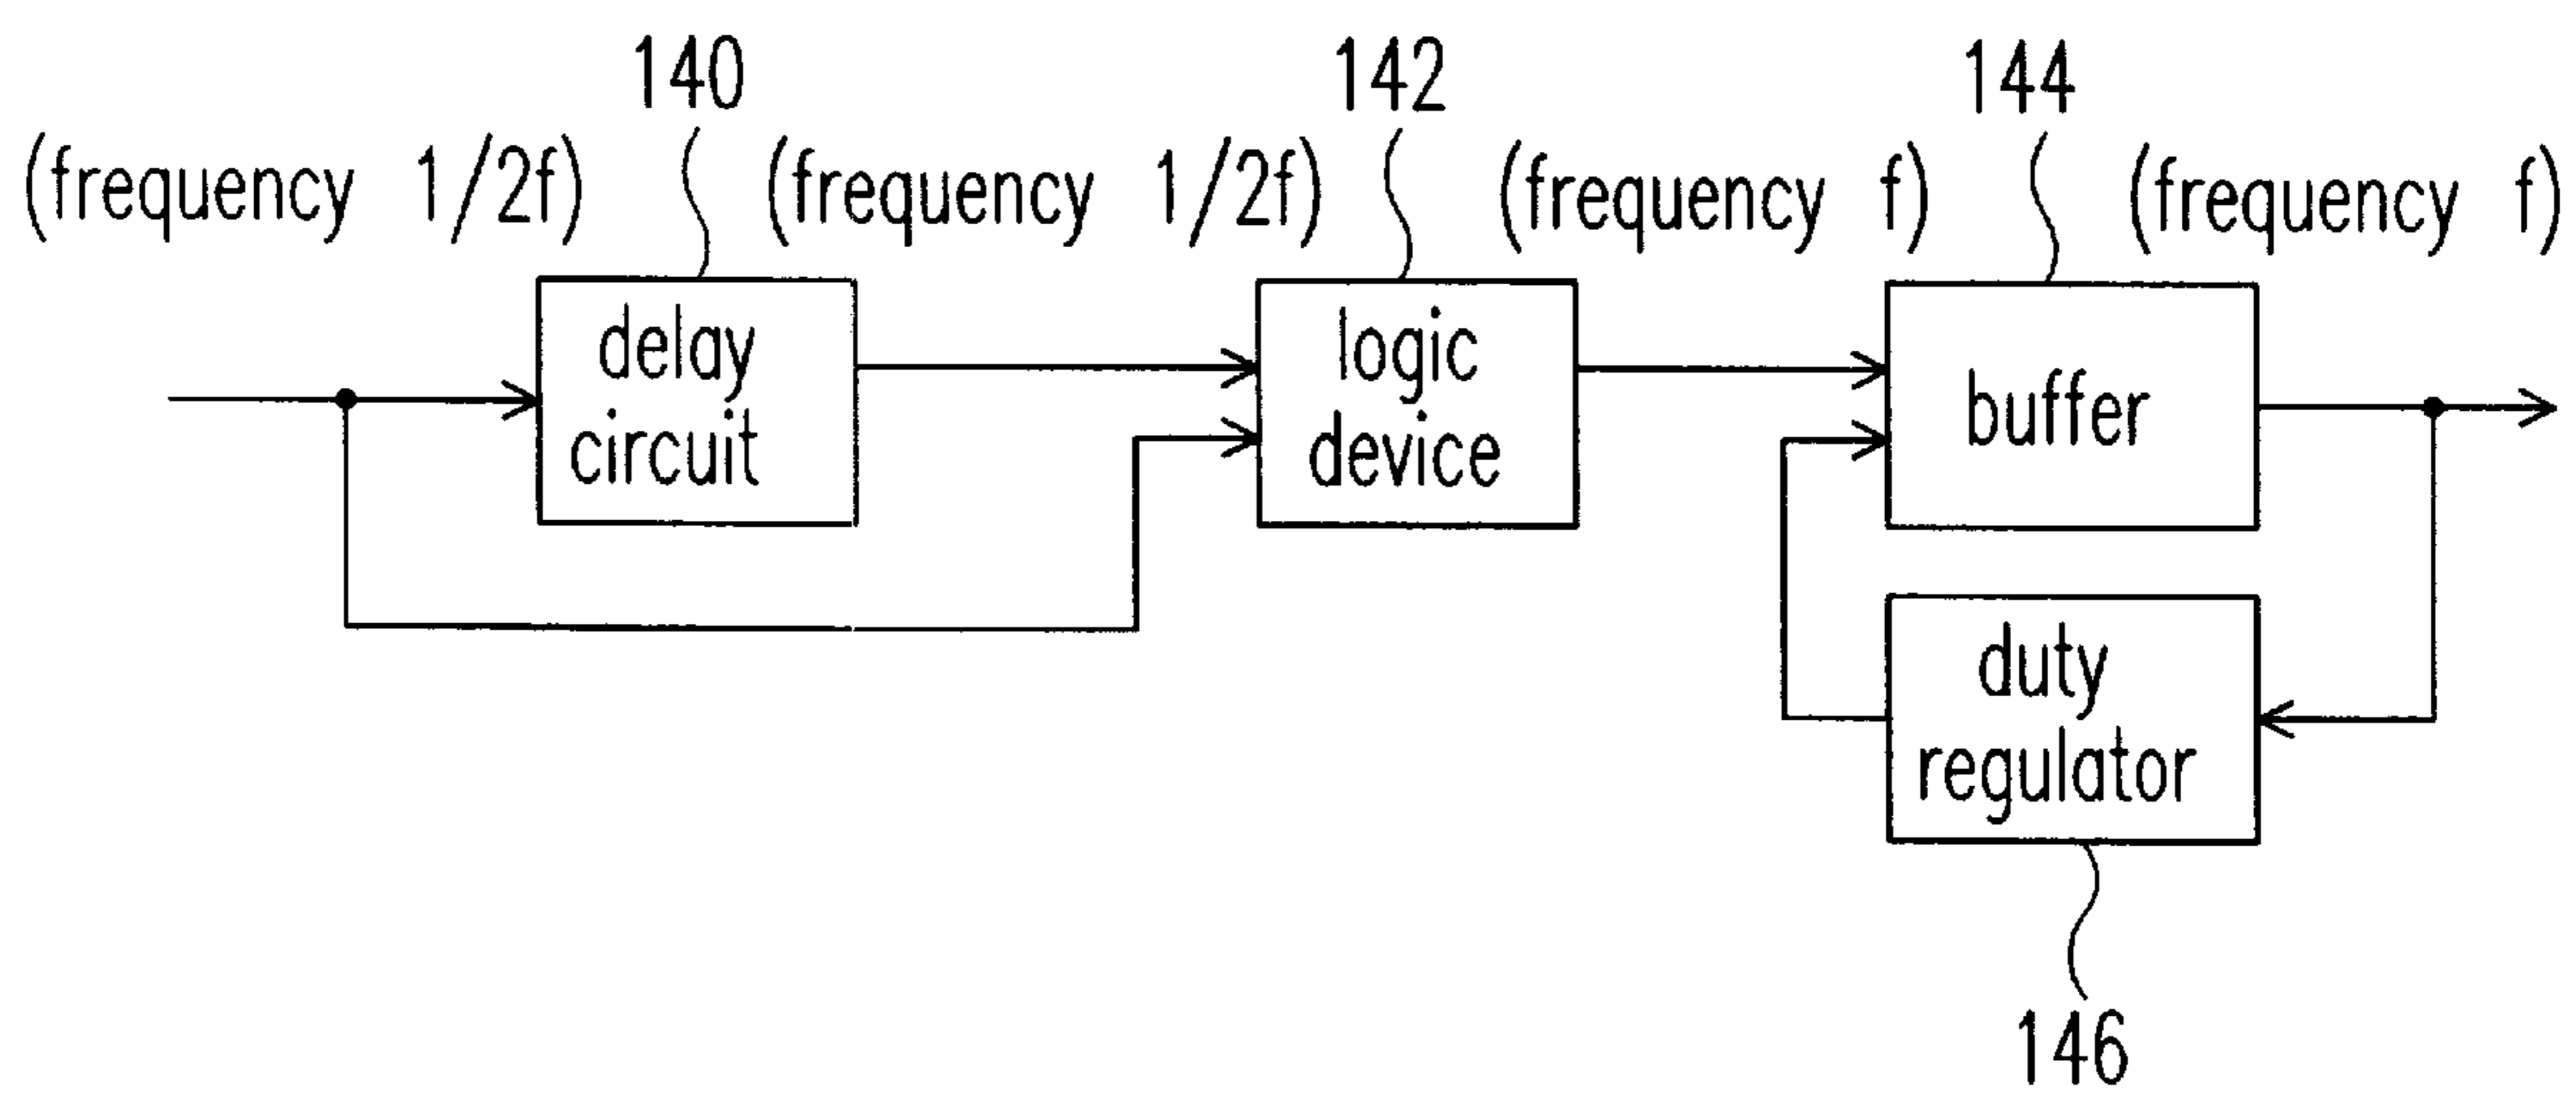 140
142
144
(frequency 1/2f)
(frequency 1/2f)
(frequency f)
(frequency f)
delay
circuit
logic
device
buffer
duty
regulator
146